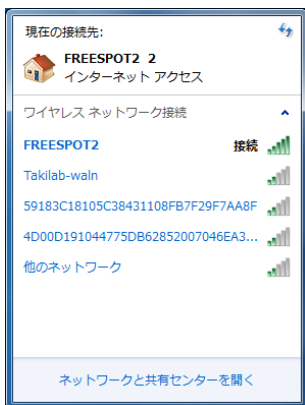 現在の接続先:
FREESPOT2 2
インターネット アクセス
ワイヤレス ネットワーク接続
FREESPOT2 接続
Takilab-waln
59183C18105C38431108FB7F29F7AA8F
4D00D191044775DB62852007046EA3...
他のネットワーク
ネットワークと共有センターを開く